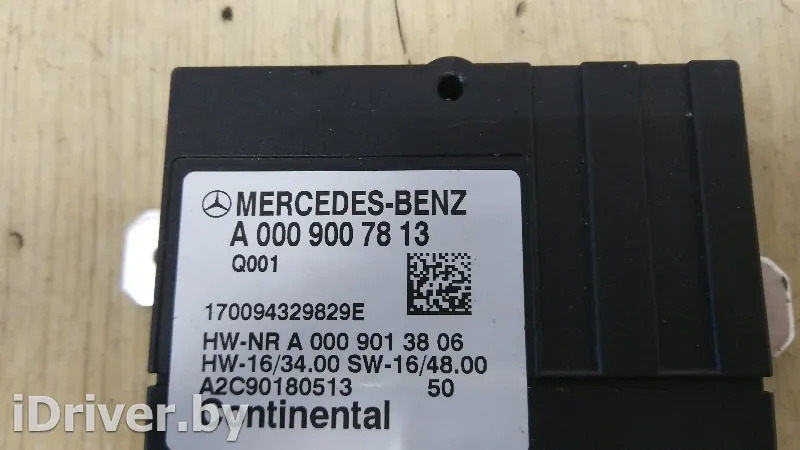 MERCEDES-BENZ
A 000 900 78 13
Q001
170094329829E
HW-NR A 000 901 38 06
HW-16/34.00 SW-16/48.00
A2C90180513 50
Continental
iDriver.by